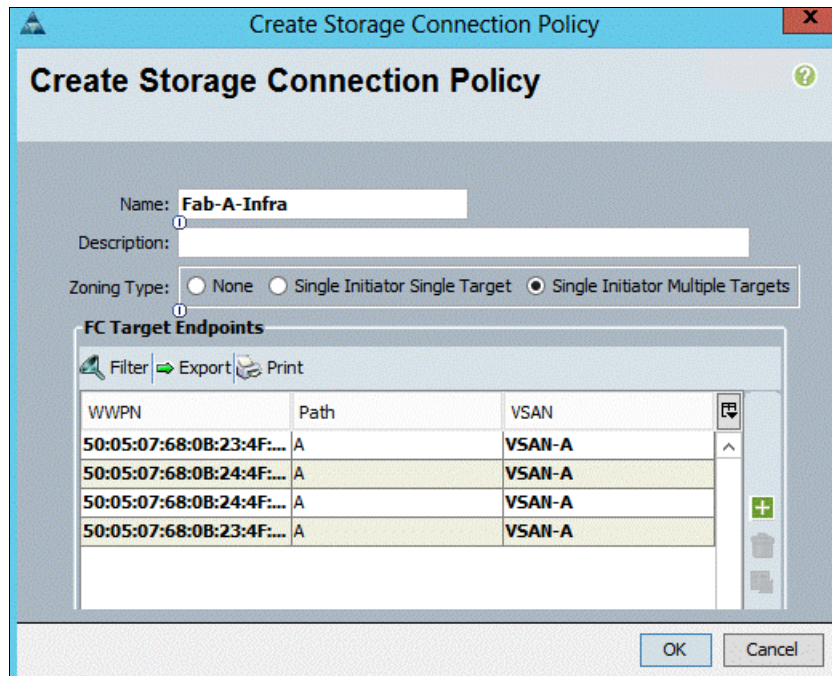 Create Storage Connection Policy
X
Create Storage Connection Policy
?
Name: Fab-A-Infra
Description:
Zoning Type: None Single Initiator Single Target Single Initiator Multiple Targets
FC Target Endpoints
Filter Export Print
WWPN Path VSAN
50:05:07:68:0B:23:4F:... A VSAN-A
50:05:07:68:0B:24:4F:... A VSAN-A
50:05:07:68:0B:24:4F:... A VSAN-A
50:05:07:68:0B:23:4F:... A VSAN-A
OK Cancel